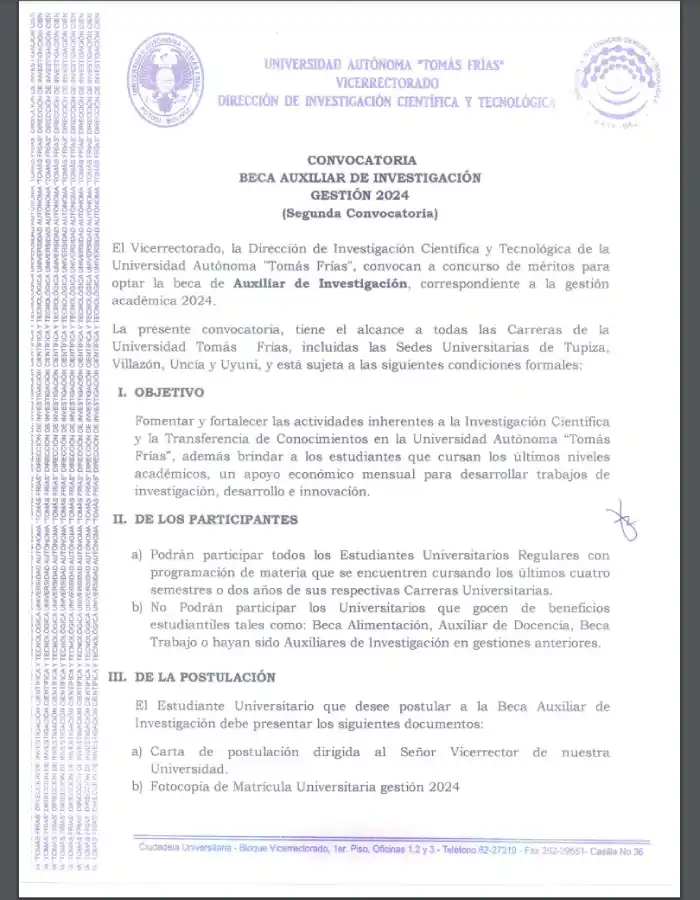 UNIVERSIDAD AUTÓNOMA "TOMÁS FRÍAS"
VICERRECTORADO
DIRECCIÓN DE INVESTIGACIÓN CIENTÍFICA Y TECNOLÓGICA
CONVOCATORIA
BECA AUXILIAR DE INVESTIGACIÓN
GESTIÓN 2024
(Segunda Convocatoria)
El Vicerrectorado, la Dirección de Investigación Científica y Tecnológica de la
Universidad Autónoma "Tomás Frías", convocan a concurso de méritos para
optar la beca de Auxiliar de Investigación, correspondiente a la gestión
académica 2024.
La presente convocatoria, tiene el alcance a todas las Carreras de la
Universidad Tomás Frías, incluidas las Sedes Universitarias de Tupiza,
Villazón, Uncía y Uyuni, y está sujeta a las siguientes condiciones formales:
I. OBJETIVO
Fomentar y fortalecer las actividades inherentes a la Investigación Científica
y la Transferencia de Conocimientos en la Universidad Autónoma "Tomás
Frías", además brindar a los estudiantes que cursan los últimos niveles
académicos, un apoyo económico mensual para desarrollar trabajos de
investigación, desarrollo e innovación.
II. DE LOS PARTICIPANTES
a) Podrán participar todos los Estudiantes Universitarios Regulares con
programación de materia que se encuentren cursando los últimos cuatro
semestres o dos años de sus respectivas Carreras Universitarias.
b) No Podrán participar los Universitarios que gocen de beneficios
estudiantiles tales como: Beca Alimentación, Auxiliar de Docencia, Beca
Trabajo o hayan sido Auxiliares de Investigación en gestiones anteriores.
III. DE LA POSTULACIÓN
El Estudiante Universitario que desee postular a la Beca Auxiliar de
Investigación debe presentar los siguientes documentos:
a) Carta de postulación dirigida al Señor Vicerrector de nuestra
Universidad.
b) Fotocopia de Matrícula Universitaria gestión 2024
Ciudadela Universitaria - Bloque Vicerrectorado, 1er. Piso, Oficinas 1,2 y 3 - Teléfono 62-27319 - Fax 262-29551- Casilla No 36